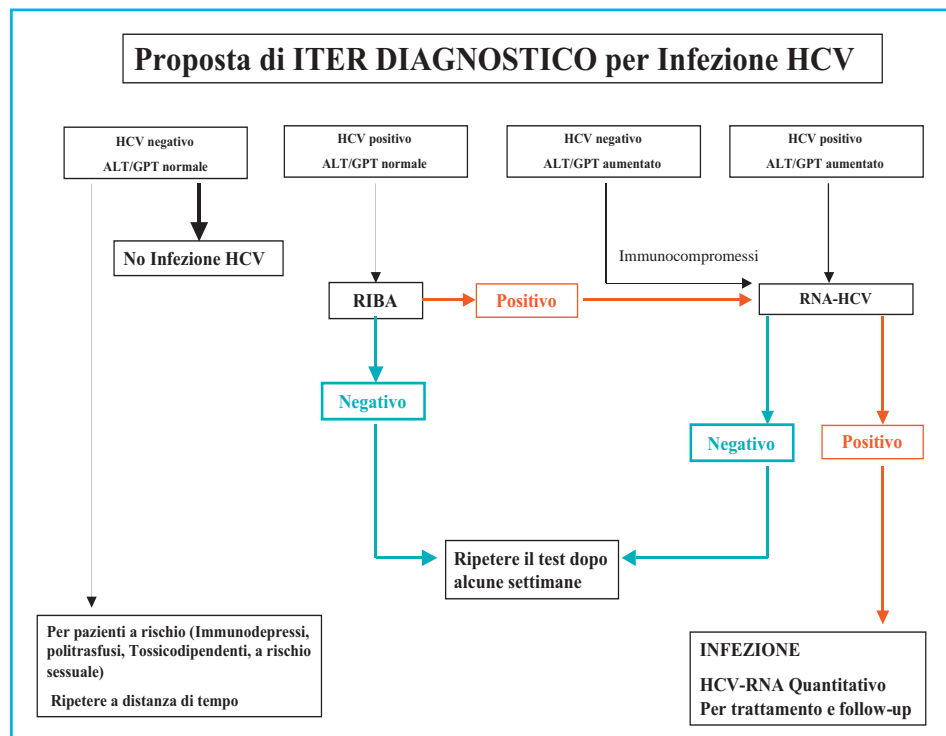 Proposta di ITER DIAGNOSTICO per Infezione HCV
HCV negativo
ALT/GPT normale
HCV positivo
ALT/GPT normale
HCV negativo
ALT/GPT aumentato
HCV positivo
ALT/GPT aumentato
No Infezione HCV
Immunocompromessi
RIBA
Positivo
RNA-HCV
Negativo
Negativo
Positivo
Ripetere il test dopo
alcune settimane
Per pazienti a rischio (Immunodepressi,
politrasfusi, Tossicodipendenti, a rischio
sessuale)
Ripetere a distanza di tempo
INFEZIONE
HCV-RNA Quantitativo
Per trattamento e follow-up